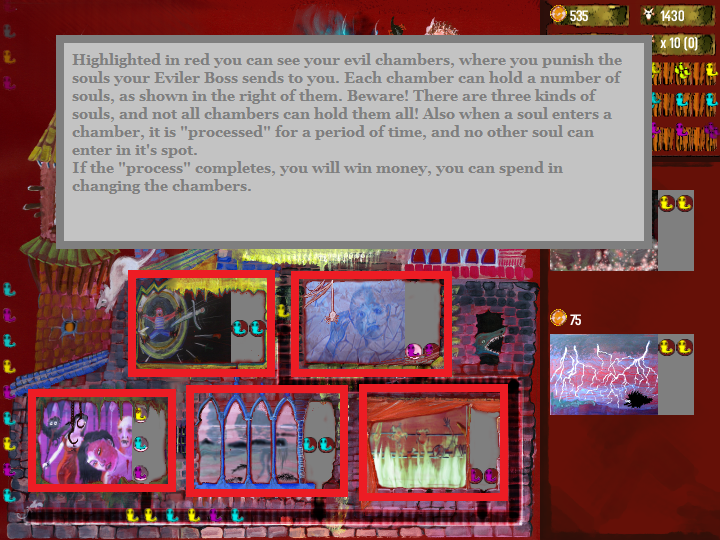 535
1430
x 10 (0)
Highlighted in red you can see your evil chambers, where you punish the
souls your Eviler Boss sends to you. Each chamber can hold a number of
souls, as shown in the right of them. Beware! There are three kinds of
souls, and not all chambers can hold them all! Also when a soul enters a
chamber, it is "processed" for a period of time, and no other soul can
enter in it's spot.
If the "process" completes, you will win money, you can spend in
changing the chambers.
75